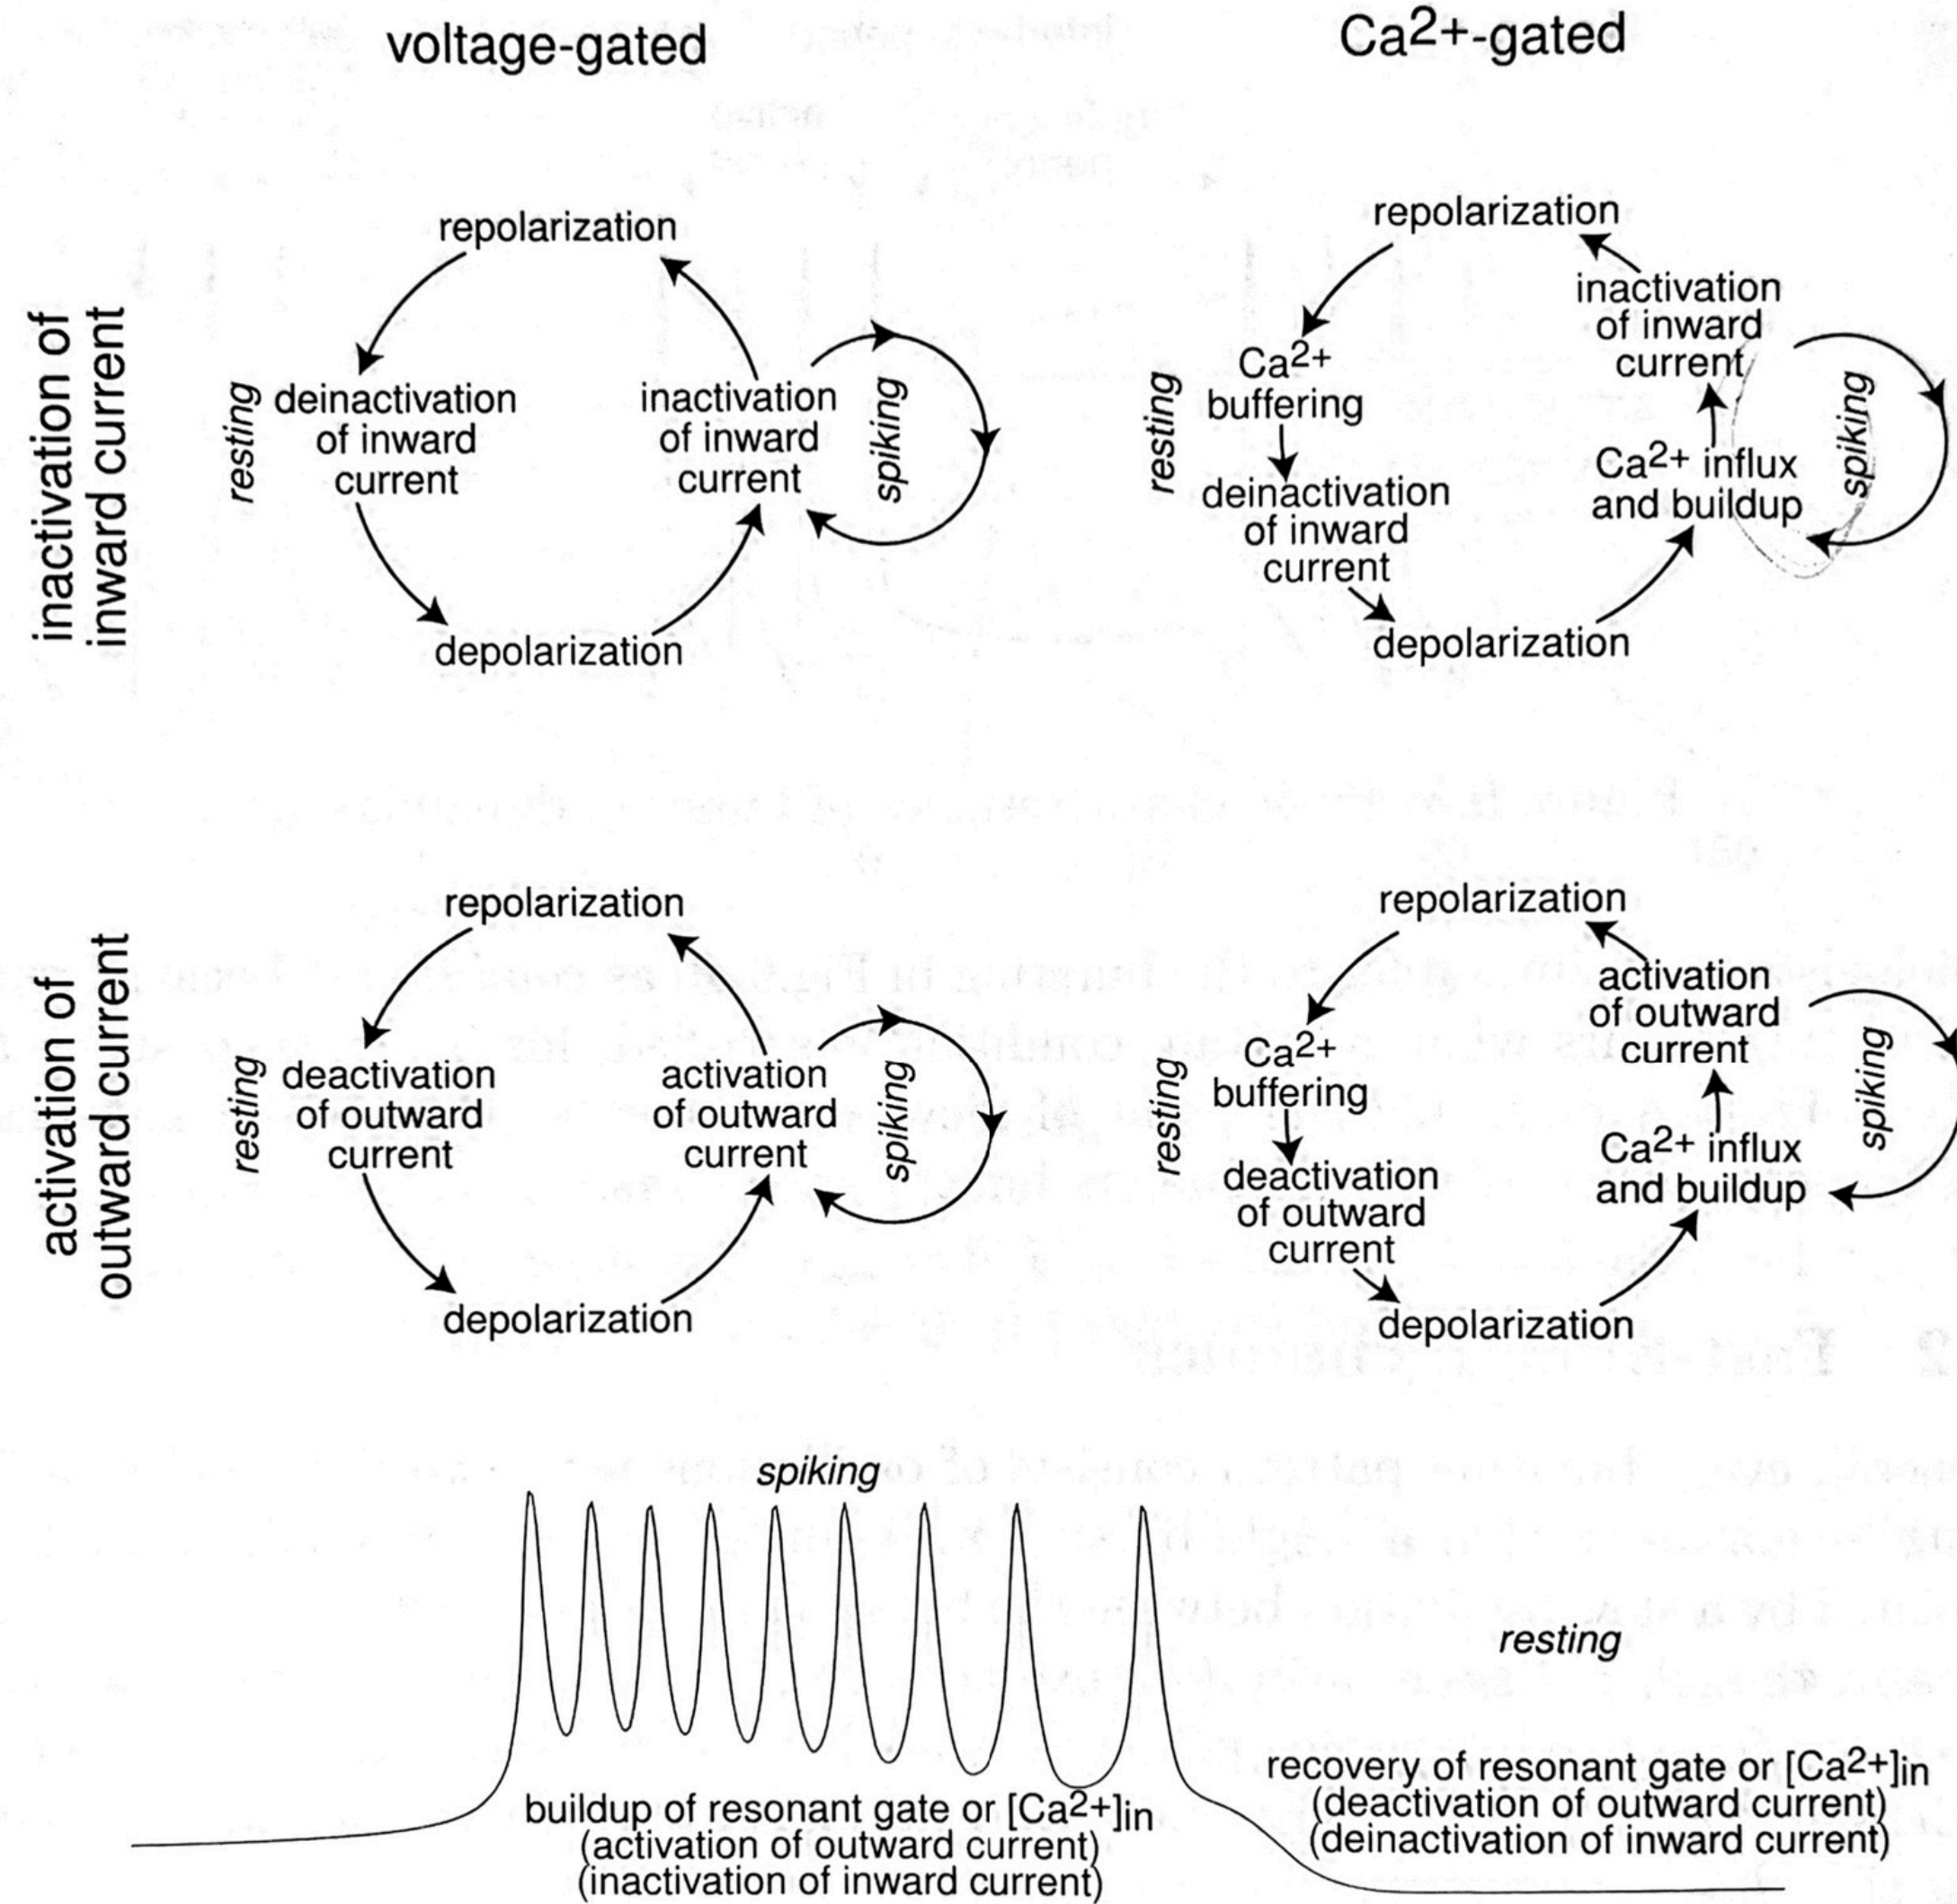 voltage-gated
Ca2+-gated
inactivation of
inward current
repolarization
resting
deinactivation
of inward
current
inactivation
of inward
current
spiking
depolarization
repolarization
inactivation
of inward
current
resting
Ca2+
buffering
deinactivation
of inward
current
Ca2+ influx
and buildup
spiking
depolarization
activation of
outward current
repolarization
resting
deactivation
of outward
current
activation
of outward
current
spiking
depolarization
repolarization
activation
of outward
current
resting
Ca2+
buffering
deactivation
of outward
current
Ca2+ influx
and buildup
spiking
depolarization
spiking
resting
buildup of resonant gate or [Ca2+]in
(activation of outward current)
(inactivation of inward current)
recovery of resonant gate or [Ca2+]in
(deactivation of outward current)
(deinactivation of inward current)